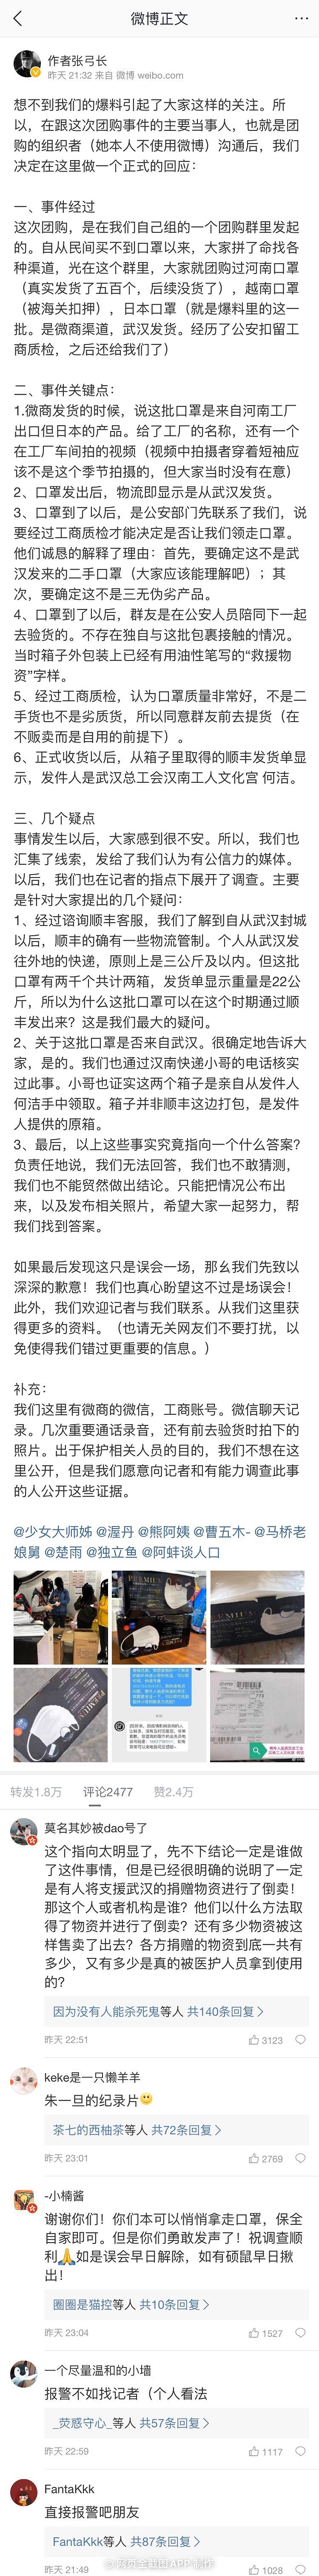 微博正文
作者张弓长
昨天 21:32 来自 微博 weibo.com
想不到我们的爆料引起了大家这样的关注。所
以，在跟这次团购事件的主要当事人，也就是团
购的组织者（她本人不使用微博）沟通后，我们
决定在这里做一个正式的回应：
一、事件经过
这次团购，是在我们自己组的一个团购群里发起
的。自从民间买不到口罩以来，大家拼了命找各
种渠道，光在这个群里，大家就团购过河南口罩
（真实发货了五百个，后续没货了），越南口罩
（被海关扣押），日本口罩（就是爆料里的这一
批。是微商渠道，武汉发货。经历了公安扣留工
商质检，之后还给我们了）
二、事件关键点：
1.微商发货的时候，说这批口罩是来自河南工厂
出口但日本的产品。给了工厂的名称，还有一个
在工厂车间拍的视频（视频中拍摄者穿着短袖应
该不是这个季节拍摄的，但大家当时没有在意）
2、口罩发出后，物流即显示是从武汉发货。
3、口罩到了以后，是公安部门先联系了我们，说
要经过工商质检才能决定是否让我们领走口罩。
他们诚恳的解释了理由：首先，要确定这不是武
汉发来的二手口罩（大家应该能理解吧）；其
次，要确定这不是三无伪劣产品。
4、口罩到了以后，群友是在公安人员陪同下一起
去验货的。不存在独自与这批包裹接触的情况。
当时箱子外包装上已经有用油性笔写的“救援物
资”字样。
5、经过工商质检，认为口罩质量非常好，不是二
手货也不是劣质货，所以同意群友前去提货（在
不贩卖而是自用的前提下）。
6、正式收货以后，从箱子里取得的顺丰发货单显
示，发件人是武汉总工会汉南工人文化宫 何洁。
三、几个疑点
事情发生以后，大家感到很不安。所以，我们也
汇集了线索，发给了我们认为有公信力的媒体。
以后，我们也在记者的指点下展开了调查。主要
是针对大家提出的几个疑问：
1、经过咨询顺丰客服，我们了解到自从武汉封城
以后，顺丰的确有一些物流管制。个人从武汉发
往外地的快递，原则上是三公斤及以内。但这批
口罩有两千个共计两箱，发货单显示重量是22公
斤，所以为什么这批口罩可以在这个时期通过顺
丰发出来？这是我们最大的疑问。
2、关于这批口罩是否来自武汉。很确定地告诉大
家，是的。我们也通过汉南快递小哥的电话核实
过此事。小哥也证实这两个箱子是亲自从发件人
何洁手中领取。箱子并非顺丰这边打包，是发件
人提供的原箱。
3、最后，以上这些事实究竟指向一个什么答案？
负责任地说，我们无法回答，我们也不敢猜测，
我们也不能贸然做出结论。只能把情况公布出
来，以及发布相关照片，希望大家一起努力，帮
我们找到答案。
如果最后发现这只是误会一场，那么我们先致以
深深的歉意！我们也真心盼望这不过是场误会！
此外，我们欢迎记者与我们联系。从我们这里获
得更多的资料。（也请无关网友们不要打扰，以
免使得我们错过更重要的信息。）
补充：
我们这里有微商的微信，工商账号。微信聊天记
录。几次重要通话录音，还有前去验货时拍下的
照片。出于保护相关人员的目的，我们不想在这
里公开，但是我们愿意向记者和有能力调查此事
的人公开这些证据。
@少女大师姊 @渥丹 @熊阿姨 @曹五木- @马桥老
娘舅 @楚雨 @独立鱼 @阿蚌谈人口
PREMIUM
PREMIUM
转发1.8万 评论2477 赞2.4万
莫名其妙被dao号了
这个指向太明显了，先不下结论一定是谁做
了这件事情，但是已经很明确的说明了一定
是有人将支援武汉的捐赠物资进行了倒卖！
那这个人或者机构是谁？他们以什么方法取
得了物资并进行了倒卖？还有多少物资被这
样售卖了出去？各方捐赠的物资到底一共有
多少，又有多少是真的被医护人员拿到使用
的？
因为没有人能杀死鬼等人 共140条回复
昨天 22:51 3123
keke是一只懒羊羊
朱一旦的纪录片
茶七的西柚茶等人 共72条回复
昨天 23:01 2769
-小楠酱
谢谢你们！你们本可以悄悄拿走口罩，保全
自家即可。但是你们勇敢发声了！祝调查顺
利🙏如是误会早日解除，如有硕鼠早日揪
出！
圈圈是猫控等人 共10条回复
昨天 23:04 1527
一个尽量温和的小墙
报警不如找记者（个人看法
_荧惑守心_等人 共57条回复
昨天 22:59 1117
FantaKkk
直接报警吧朋友
FantaKkk等人 共87条回复
昨天 21:49 1028